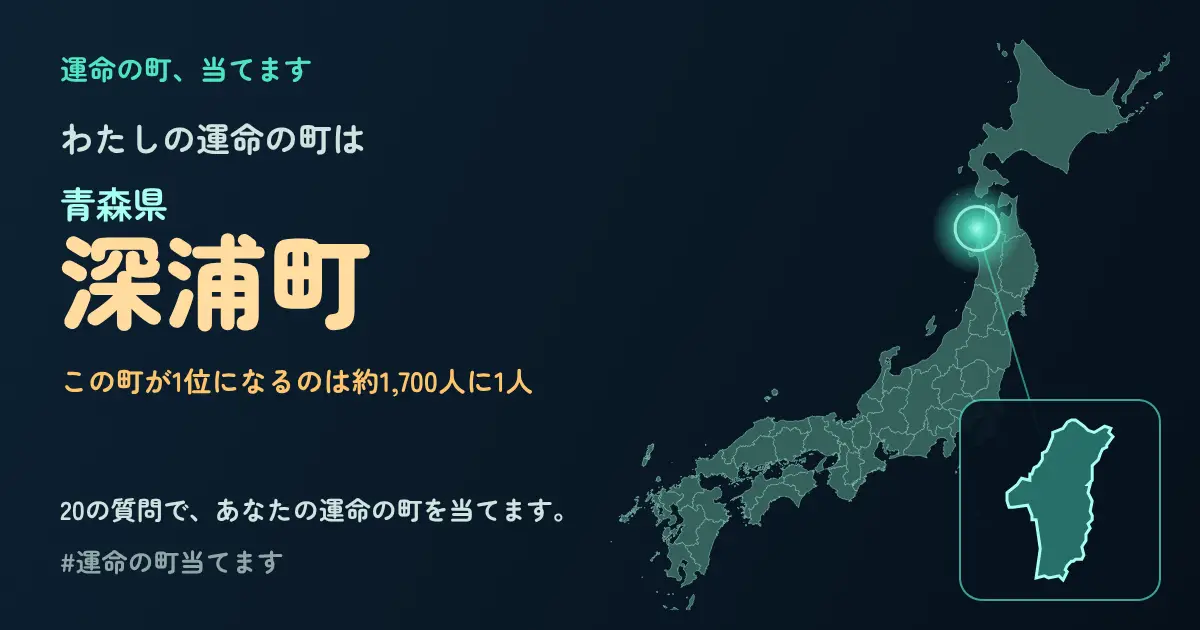 運命の町、当てます
わたしの運命の町は
青森県
深浦町
この町が1位になるのは約1,700人に1人
20の質問で、あなたの運命の町を当てます。
#運命の町当てます